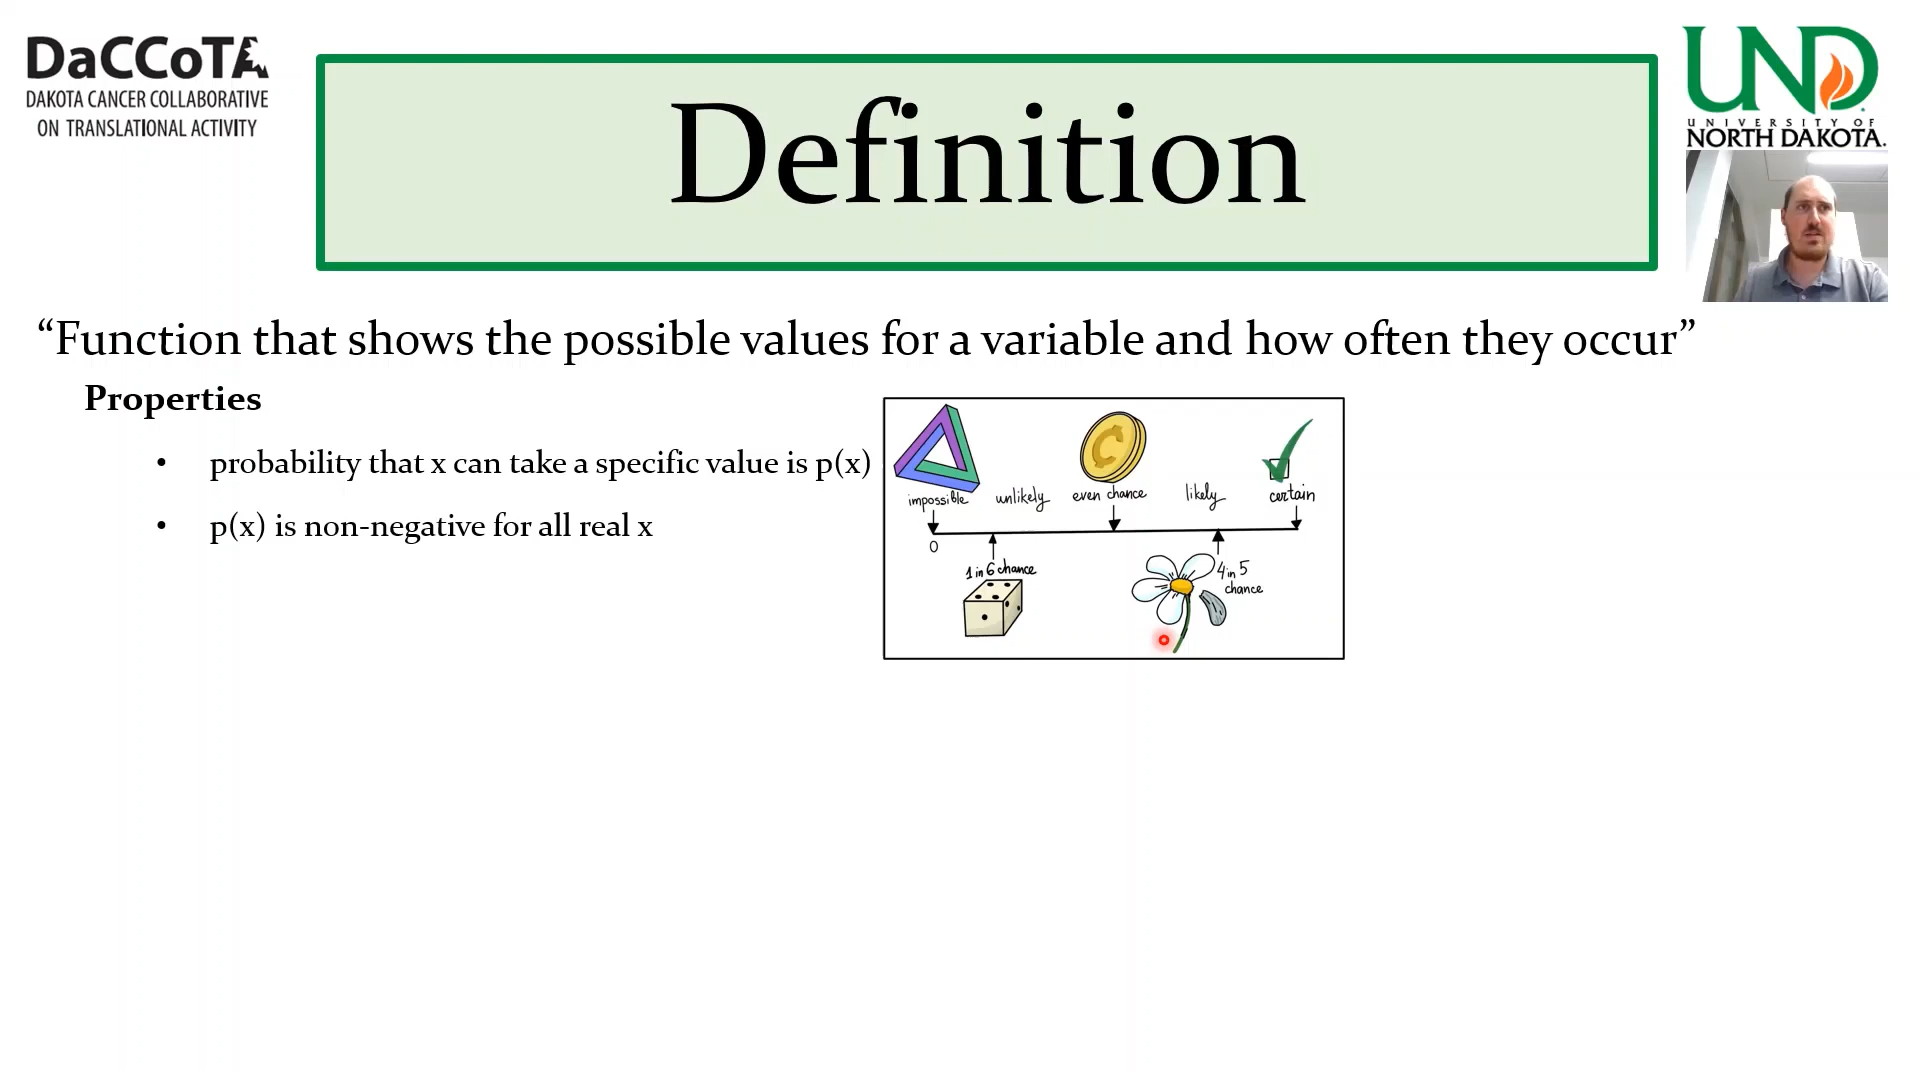 DaCCoTA
DAKOTA CANCER COLLABORATIVE
ON TRANSLATIONAL ACTIVITY
Definition
UND
UNIVERSITY OF
NORTH DAKOTA.
“Function that shows the possible values for a variable and how often they occur”
Properties
• probability that x can take a specific value is p(x)
• p(x) is non-negative for all real x
impossible unlikely even chance likely certain
0
1 in 6 chance
4 in 5
chance